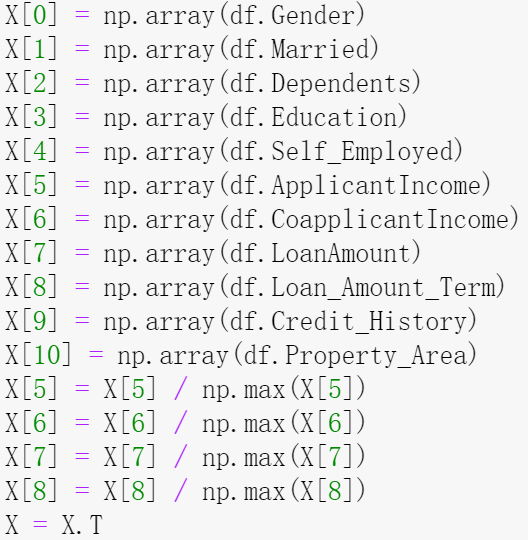 X[0] = np.array(df.Gender)
X[1] = np.array(df.Married)
X[2] = np.array(df.Dependents)
X[3] = np.array(df.Education)
X[4] = np.array(df.Self_Employed)
X[5] = np.array(df.ApplicantIncome)
X[6] = np.array(df.CoapplicantIncome)
X[7] = np.array(df.LoanAmount)
X[8] = np.array(df.Loan_Amount_Term)
X[9] = np.array(df.Credit_History)
X[10] = np.array(df.Property_Area)
X[5] = X[5] / np.max(X[5])
X[6] = X[6] / np.max(X[6])
X[7] = X[7] / np.max(X[7])
X[8] = X[8] / np.max(X[8])
X = X.T